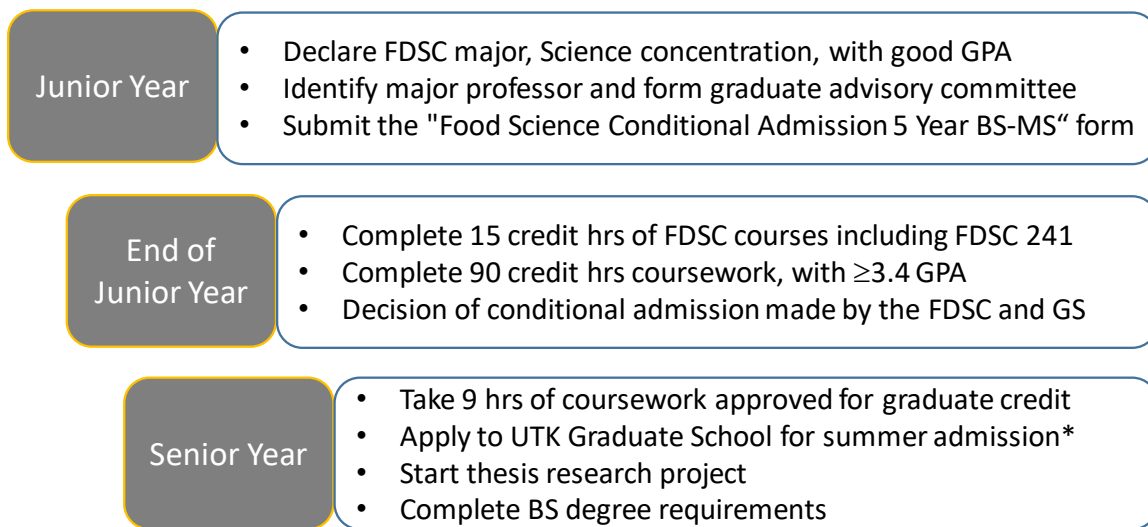 Junior Year
• Declare FDSC major, Science concentration, with good GPA
• Identify major professor and form graduate advisory committee
• Submit the "Food Science Conditional Admission 5 Year BS-MS“ form
End of
Junior Year
• Complete 15 credit hrs of FDSC courses including FDSC 241
• Complete 90 credit hrs coursework, with ≥3.4 GPA
• Decision of conditional admission made by the FDSC and GS
Senior Year
• Take 9 hrs of coursework approved for graduate credit
• Apply to UTK Graduate School for summer admission*
• Start thesis research project
• Complete BS degree requirements